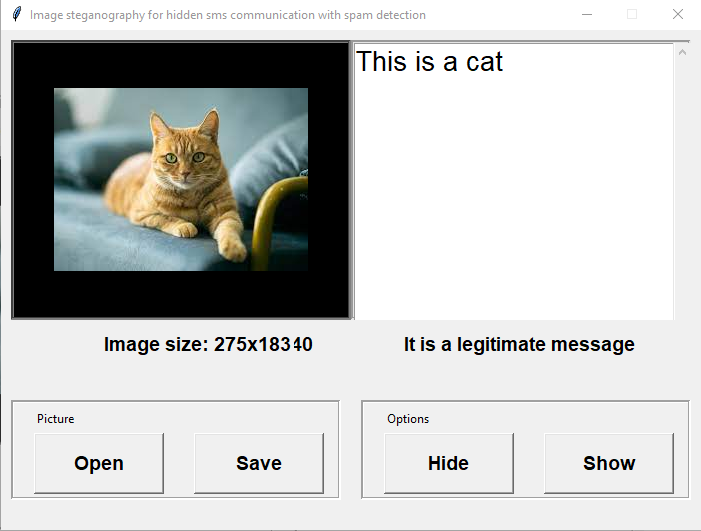 Image steganography for hidden sms communication with spam detection
This is a cat
Image size: 275x183
It is a legitimate message
Picture
Options
Open
Save
Hide
Show